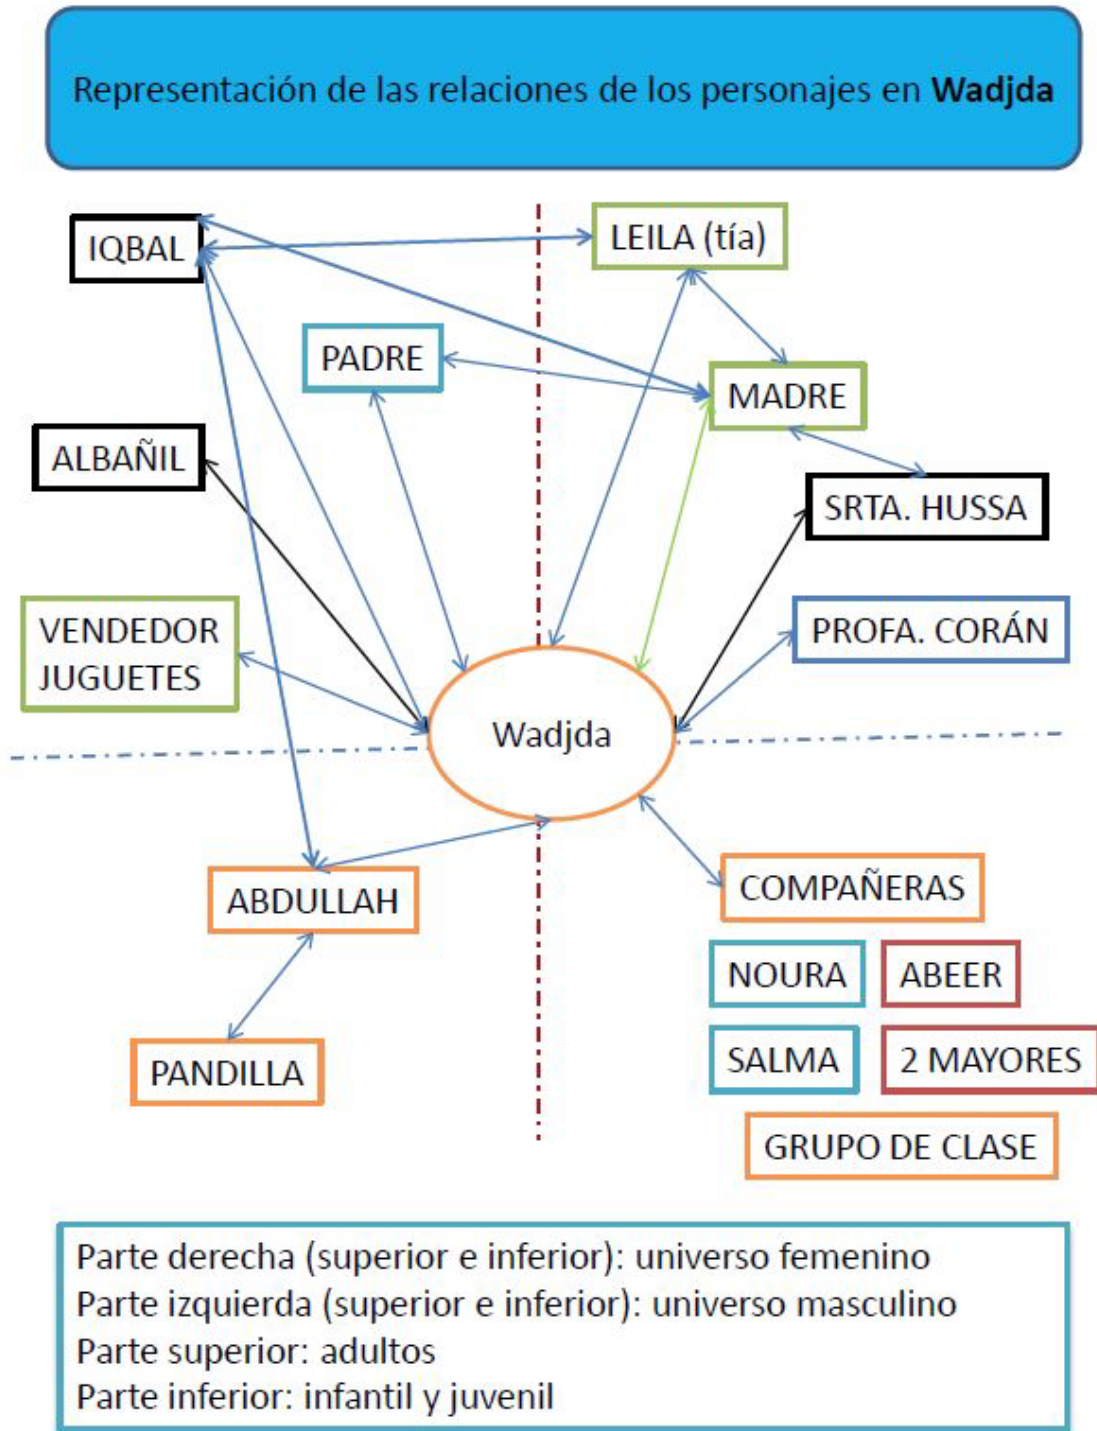 Representación de las relaciones de los personajes en Wadjda
IQBAL
LEILA (tía)
PADRE
MADRE
ALBAÑIL
SRTA. HUSSA
VENDEDOR
JUGUETES
PROFA. CORÁN
Wadjda
ABDULLAH
COMPAÑERAS
NOURA
ABEER
PANDILLA
SALMA
2 MAYORES
GRUPO DE CLASE
Parte derecha (superior e inferior): universo femenino
Parte izquierda (superior e inferior): universo masculino
Parte superior: adultos
Parte inferior: infantil y juvenil